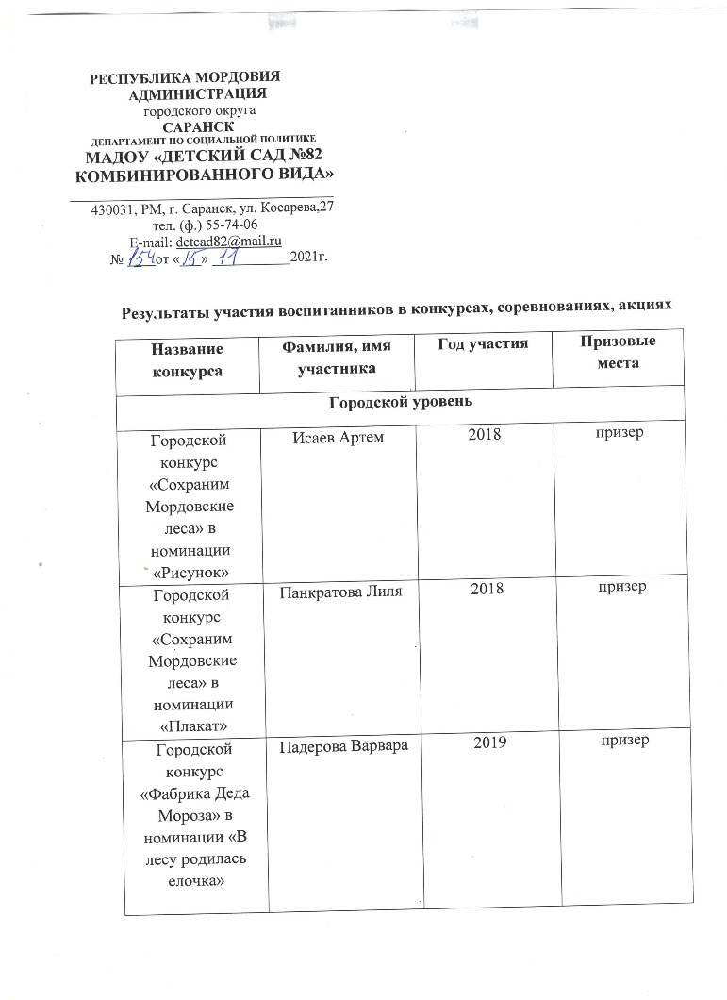 РЕСПУБЛИКА МОРДОВИЯ
АДМИНИСТРАЦИЯ
городского округа
САРАНСК
ДЕПАРТАМЕНТ ПО СОЦИАЛЬНОЙ ПОЛИТИКЕ
МАДОУ «ДЕТСКИЙ САД №82
КОМБИНИРОВАННОГО ВИДА»
430031, РМ, г. Саранск, ул. Косарева,27
тел. (ф.) 55-74-06
E-mail: detcad82@mail.ru
№ 154 от « 15 » 11 2021г.
Результаты участия воспитанников в конкурсах, соревнованиях, акциях
Название
конкурса
Фамилия, имя
участника
Год участия
Призовые
места
Городской уровень
Городской
конкурс
«Сохраним
Мордовские
леса» в
номинации
«Рисунок»
Исаев Артем
2018
призер
Городской
конкурс
«Сохраним
Мордовские
леса» в
номинации
«Плакат»
Панкратова Лиля
2018
призер
Городской
конкурс
«Фабрика Деда
Мороза» в
номинации «В
лесу родилась
елочка»
Падерова Варвара
2019
призер